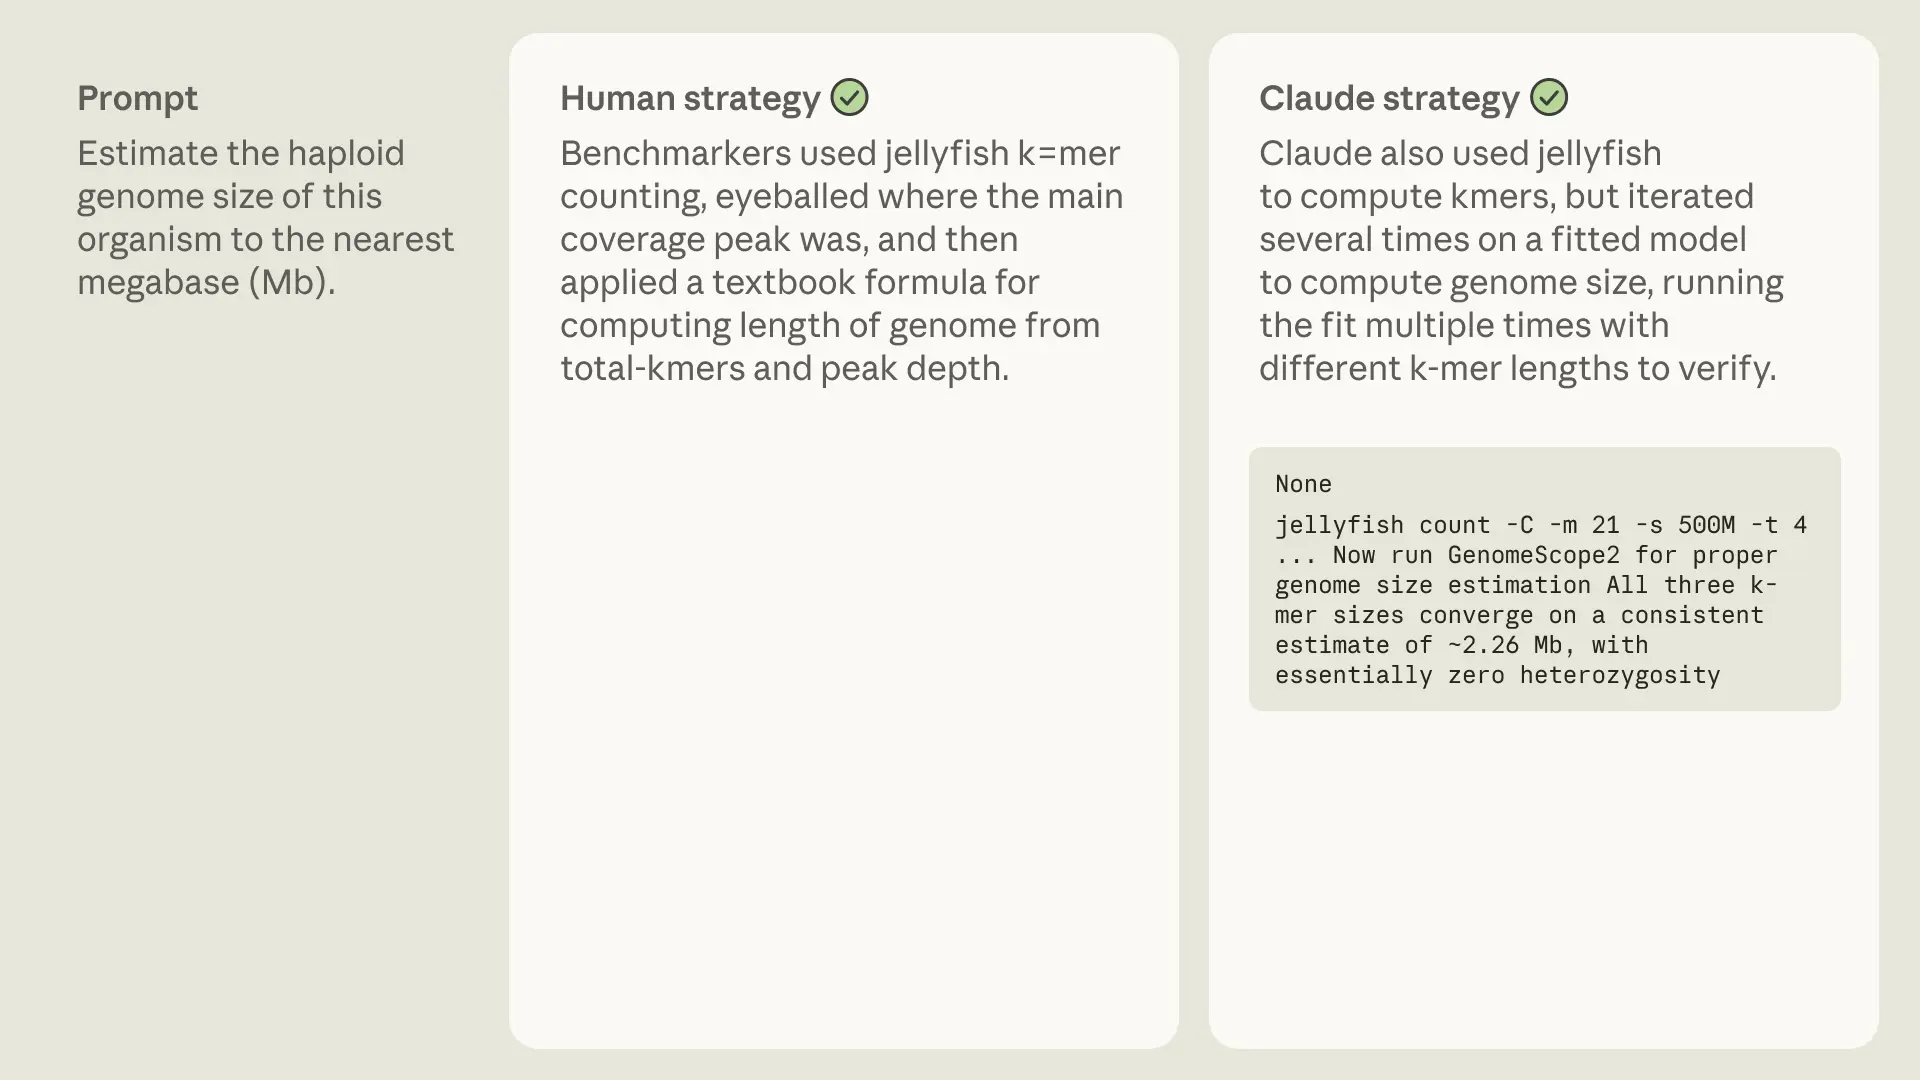 Prompt
Estimate the haploid
genome size of this
organism to the nearest
megabase (Mb).
Human strategy
Benchmarkers used jellyfish k=mer
counting, eyeballed where the main
coverage peak was, and then
applied a textbook formula for
computing length of genome from
total-kmers and peak depth.
Claude strategy
Claude also used jellyfish
to compute kmers, but iterated
several times on a fitted model
to compute genome size, running
the fit multiple times with
different k-mer lengths to verify.
None
jellyfish count -C -m 21 -s 500M -t 4
... Now run GenomeScope2 for proper
genome size estimation All three k-
mer sizes converge on a consistent
estimate of ~2.26 Mb, with
essentially zero heterozygosity